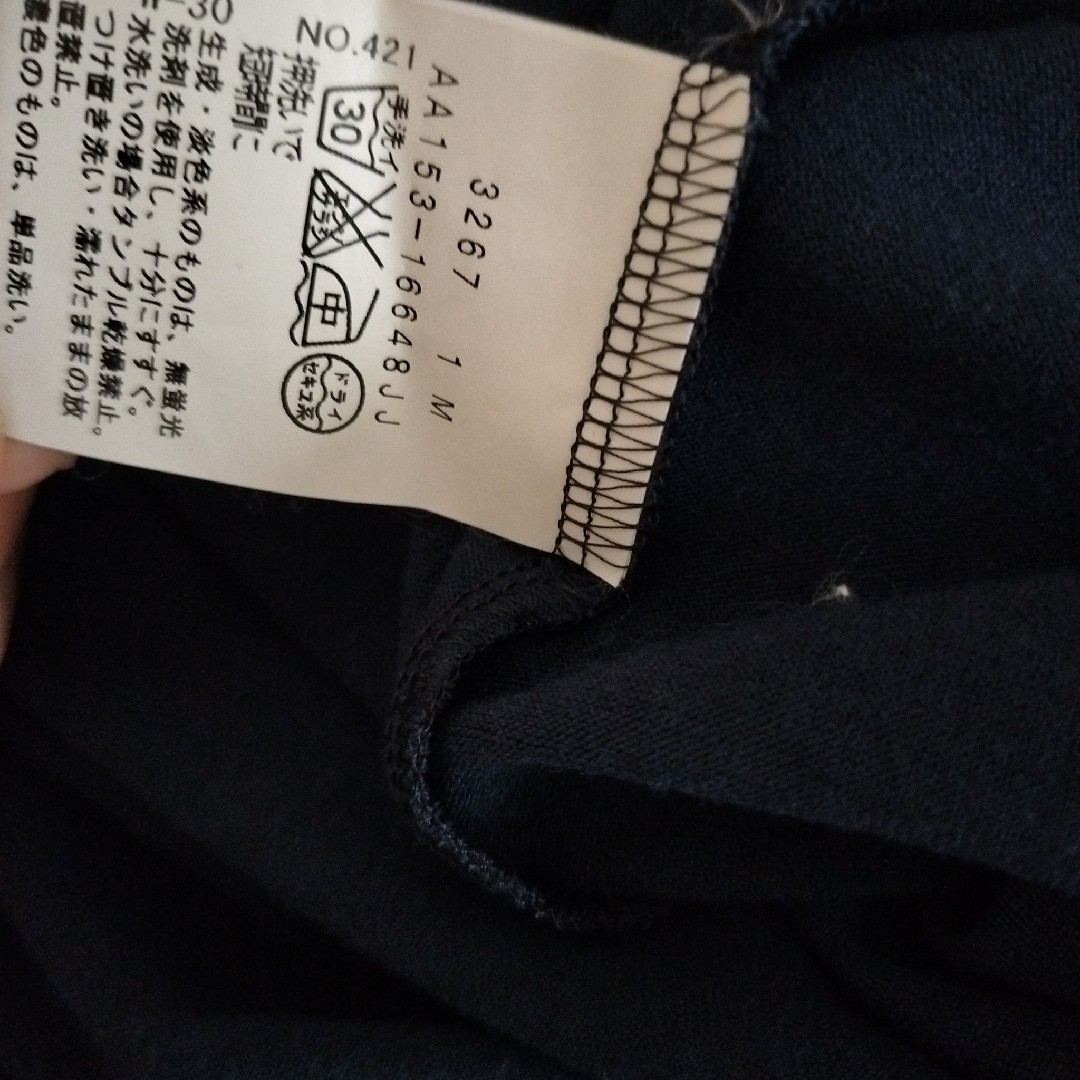 3267 1 M
AA153-16648JJ
手洗イ
30
エンソ
サラシ
中
ドライ
セキユ系
NO.421
押洗いで
短時間に
30
生成・淡色系のものは、無蛍光
洗剤を使用し、十分にすすぐ。
水洗いの場合タンブル乾燥禁止。
つけ置き洗い・濡れたままの放
置禁止。
濃色のものは、単品洗い。